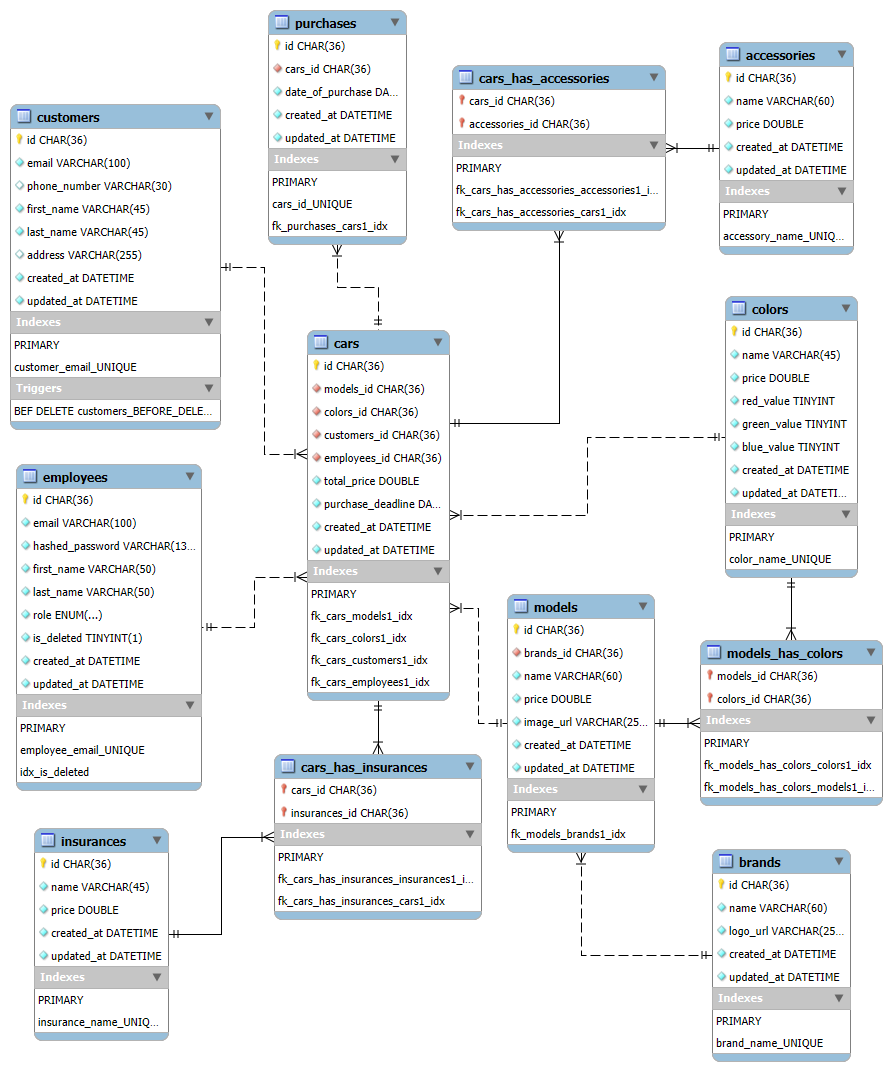 purchases
id CHAR(36)
cars_id CHAR(36)
date_of_purchase DA...
created_at DATETIME
updated_at DATETIME
Indexes
PRIMARY
cars_id_UNIQUE
fk_purchases_cars1_idx
cars_has_accessories
cars_id CHAR(36)
accessories_id CHAR(36)
Indexes
PRIMARY
fk_cars_has_accessories_accessories1_i...
fk_cars_has_accessories_cars1_idx
accessories
id CHAR(36)
name VARCHAR(60)
price DOUBLE
created_at DATETIME
updated_at DATETIME
Indexes
PRIMARY
accessory_name_UNIQ...
customers
id CHAR(36)
email VARCHAR(100)
phone_number VARCHAR(30)
first_name VARCHAR(45)
last_name VARCHAR(45)
address VARCHAR(255)
created_at DATETIME
updated_at DATETIME
Indexes
PRIMARY
customer_email_UNIQUE
Triggers
BEF DELETE customers_BEFORE_DELE...
cars
id CHAR(36)
models_id CHAR(36)
colors_id CHAR(36)
customers_id CHAR(36)
employees_id CHAR(36)
total_price DOUBLE
purchase_deadline DA...
created_at DATETIME
updated_at DATETIME
Indexes
PRIMARY
fk_cars_models1_idx
fk_cars_colors1_idx
fk_cars_customers1_idx
fk_cars_employees1_idx
colors
id CHAR(36)
name VARCHAR(45)
price DOUBLE
red_value TINYINT
green_value TINYINT
blue_value TINYINT
created_at DATETIME
updated_at DATETI...
Indexes
PRIMARY
color_name_UNIQUE
employees
id CHAR(36)
email VARCHAR(100)
hashed_password VARCHAR(13...
first_name VARCHAR(50)
last_name VARCHAR(50)
role ENUM(...)
is_deleted TINYINT(1)
created_at DATETIME
updated_at DATETIME
Indexes
PRIMARY
employee_email_UNIQUE
idx_is_deleted
models
id CHAR(36)
brands_id CHAR(36)
name VARCHAR(60)
price DOUBLE
image_url VARCHAR(25...
created_at DATETIME
updated_at DATETIME
Indexes
PRIMARY
fk_models_brands1_idx
models_has_colors
models_id CHAR(36)
colors_id CHAR(36)
Indexes
PRIMARY
fk_models_has_colors_colors1_idx
fk_models_has_colors_models1_i...
cars_has_insurances
cars_id CHAR(36)
insurances_id CHAR(36)
Indexes
PRIMARY
fk_cars_has_insurances_insurances1_i...
fk_cars_has_insurances_cars1_idx
insurances
id CHAR(36)
name VARCHAR(45)
price DOUBLE
created_at DATETIME
updated_at DATETIME
Indexes
PRIMARY
insurance_name_UNIQ...
brands
id CHAR(36)
name VARCHAR(60)
logo_url VARCHAR(25...
created_at DATETIME
updated_at DATETIME
Indexes
PRIMARY
brand_name_UNIQUE